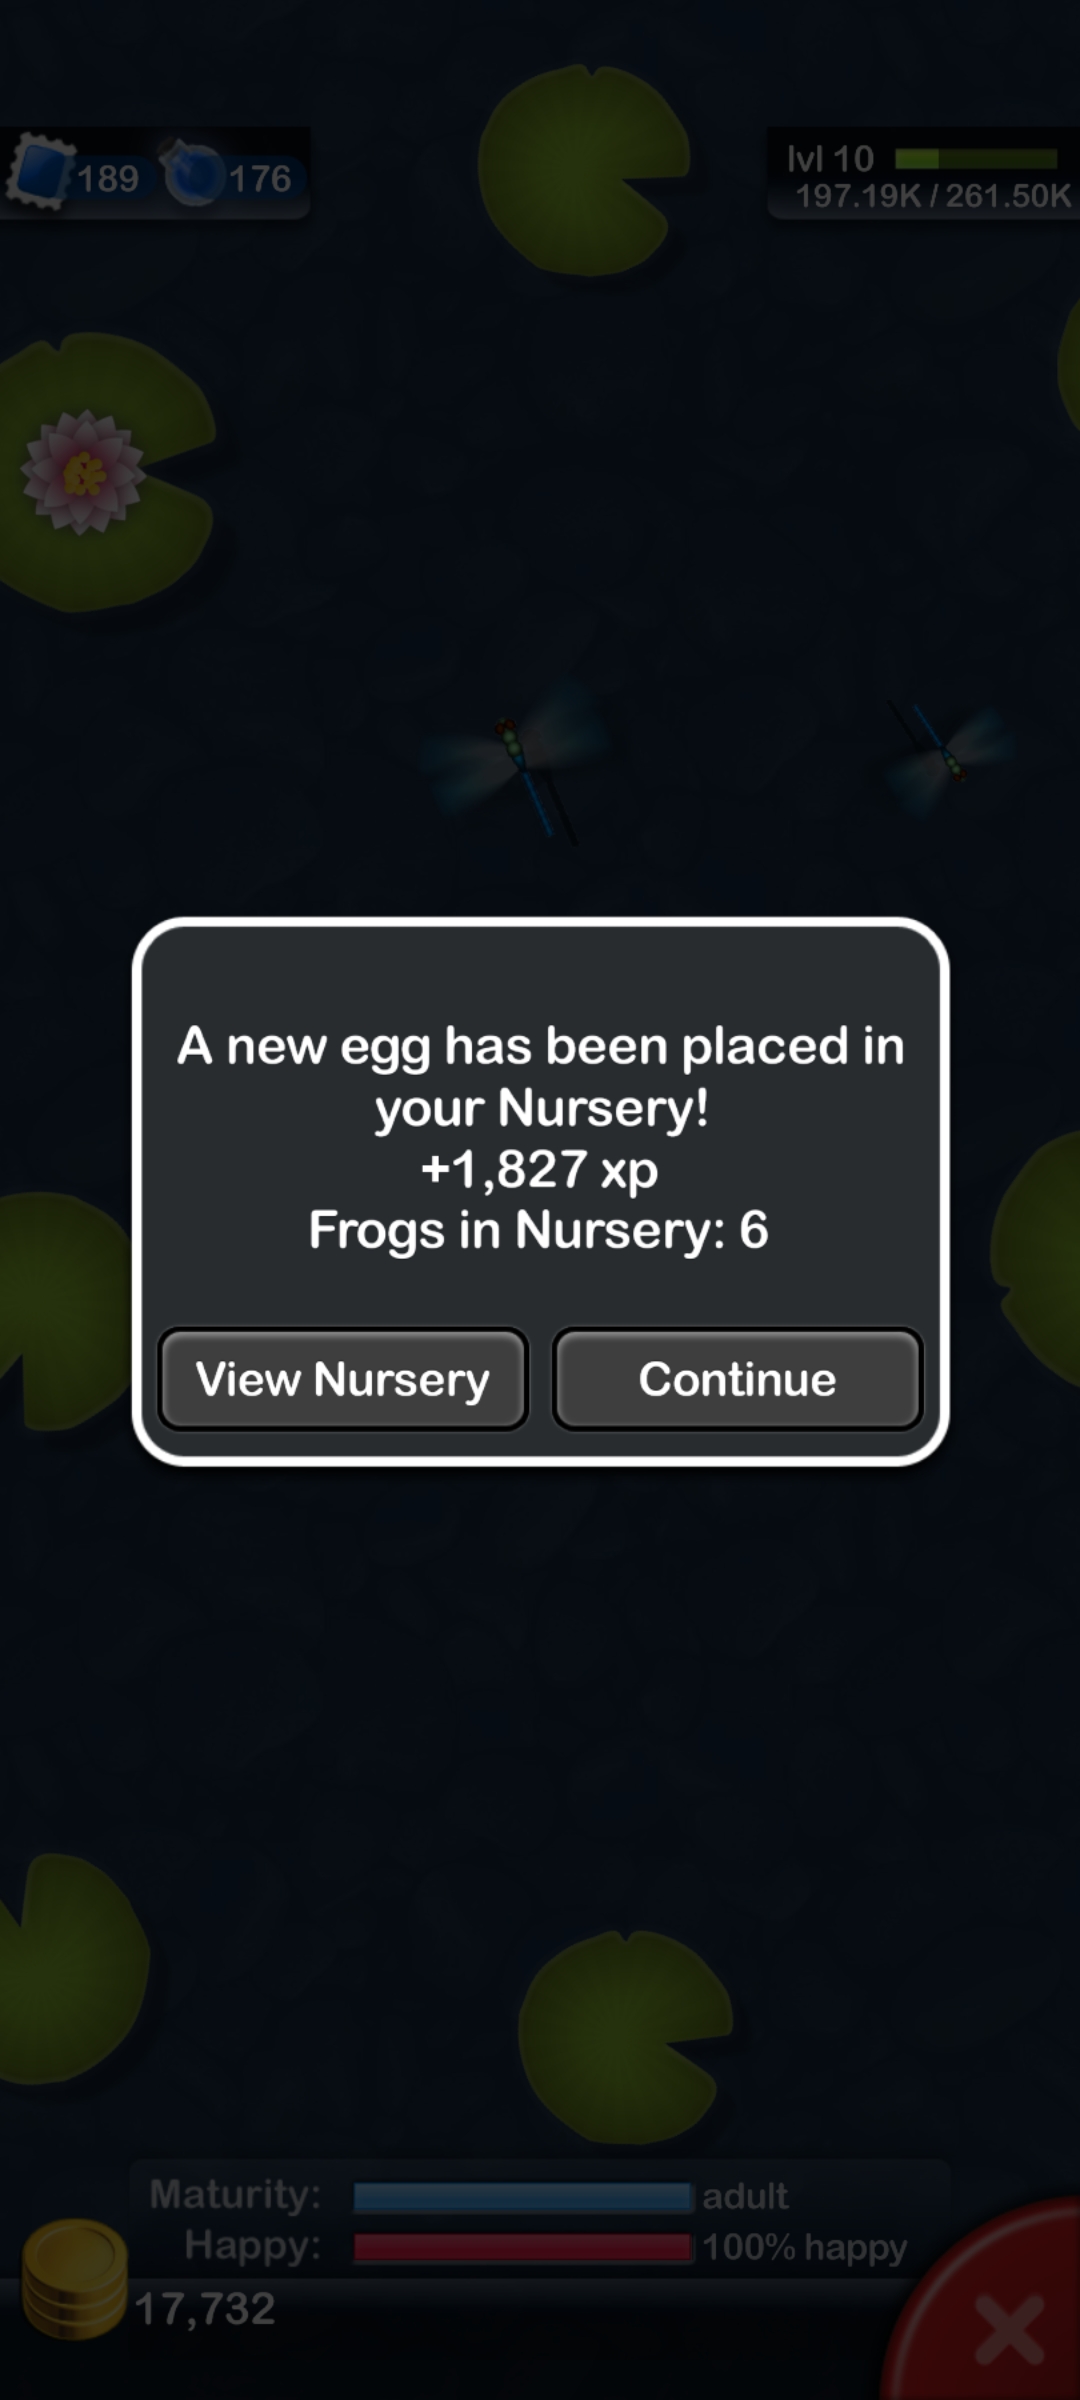 189 176
lvl 10
197.19K / 261.50K
A new egg has been placed in
your Nursery!
+1,827 xp
Frogs in Nursery: 6
View Nursery Continue
Maturity: adult
Happy: 100% happy
17,732